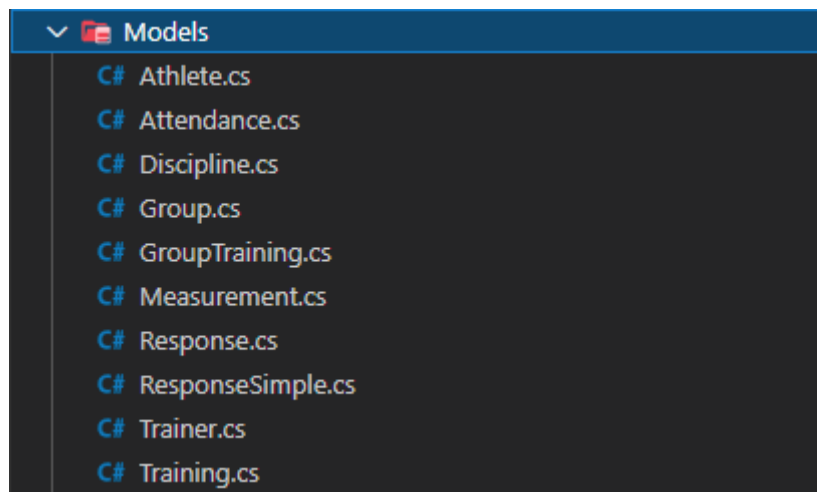 Models
C# Athlete.cs
C# Attendance.cs
C# Discipline.cs
C# Group.cs
C# GroupTraining.cs
C# Measurement.cs
C# Response.cs
C# ResponseSimple.cs
C# Trainer.cs
C# Training.cs